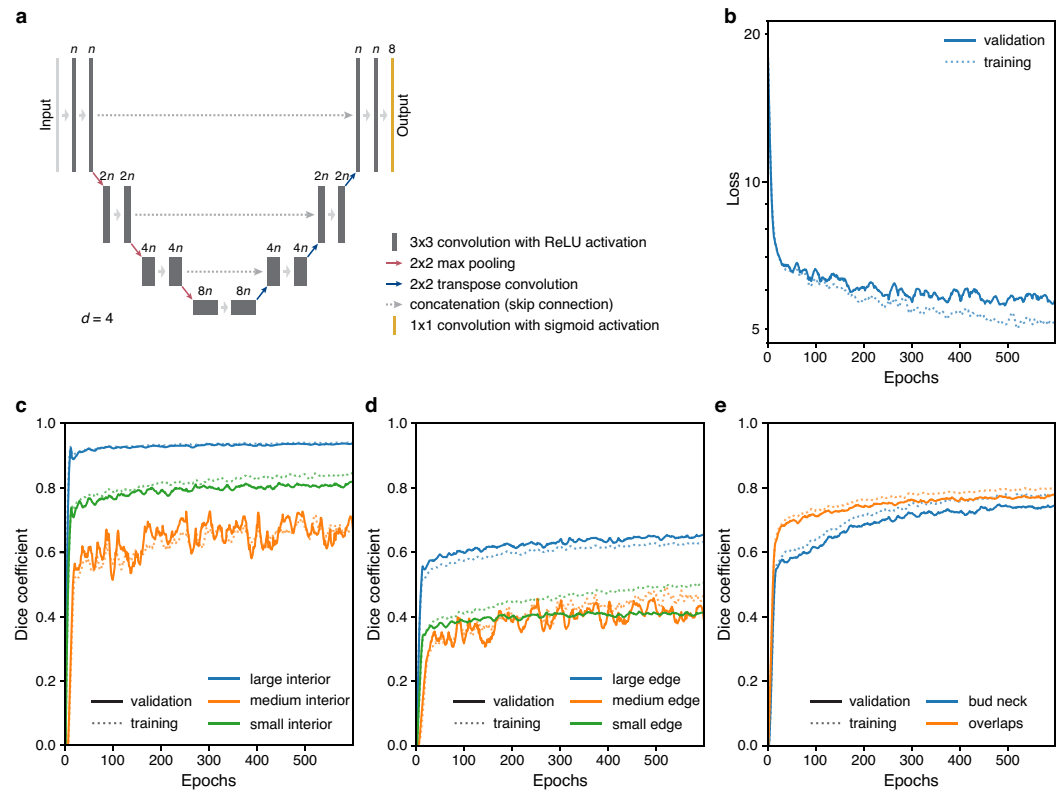 a
n n
n n 8
Input
Output
2n 2n
2n 2n
4n 4n
4n 4n
8n 8n
d = 4
3x3 convolution with ReLU activation
2x2 max pooling
2x2 transpose convolution
concatenation (skip connection)
1x1 convolution with sigmoid activation
b
20
10
5
Loss
validation
training
0 100 200 300 400 500
Epochs
c
1.0
0.8
0.6
0.4
0.2
0.0
Dice coefficient
validation
training
large interior
medium interior
small interior
0 100 200 300 400 500
Epochs
d
1.0
0.8
0.6
0.4
0.2
0.0
Dice coefficient
validation
training
large edge
medium edge
small edge
0 100 200 300 400 500
Epochs
e
1.0
0.8
0.6
0.4
0.2
0.0
Dice coefficient
validation
training
bud neck
overlaps
0 100 200 300 400 500
Epochs